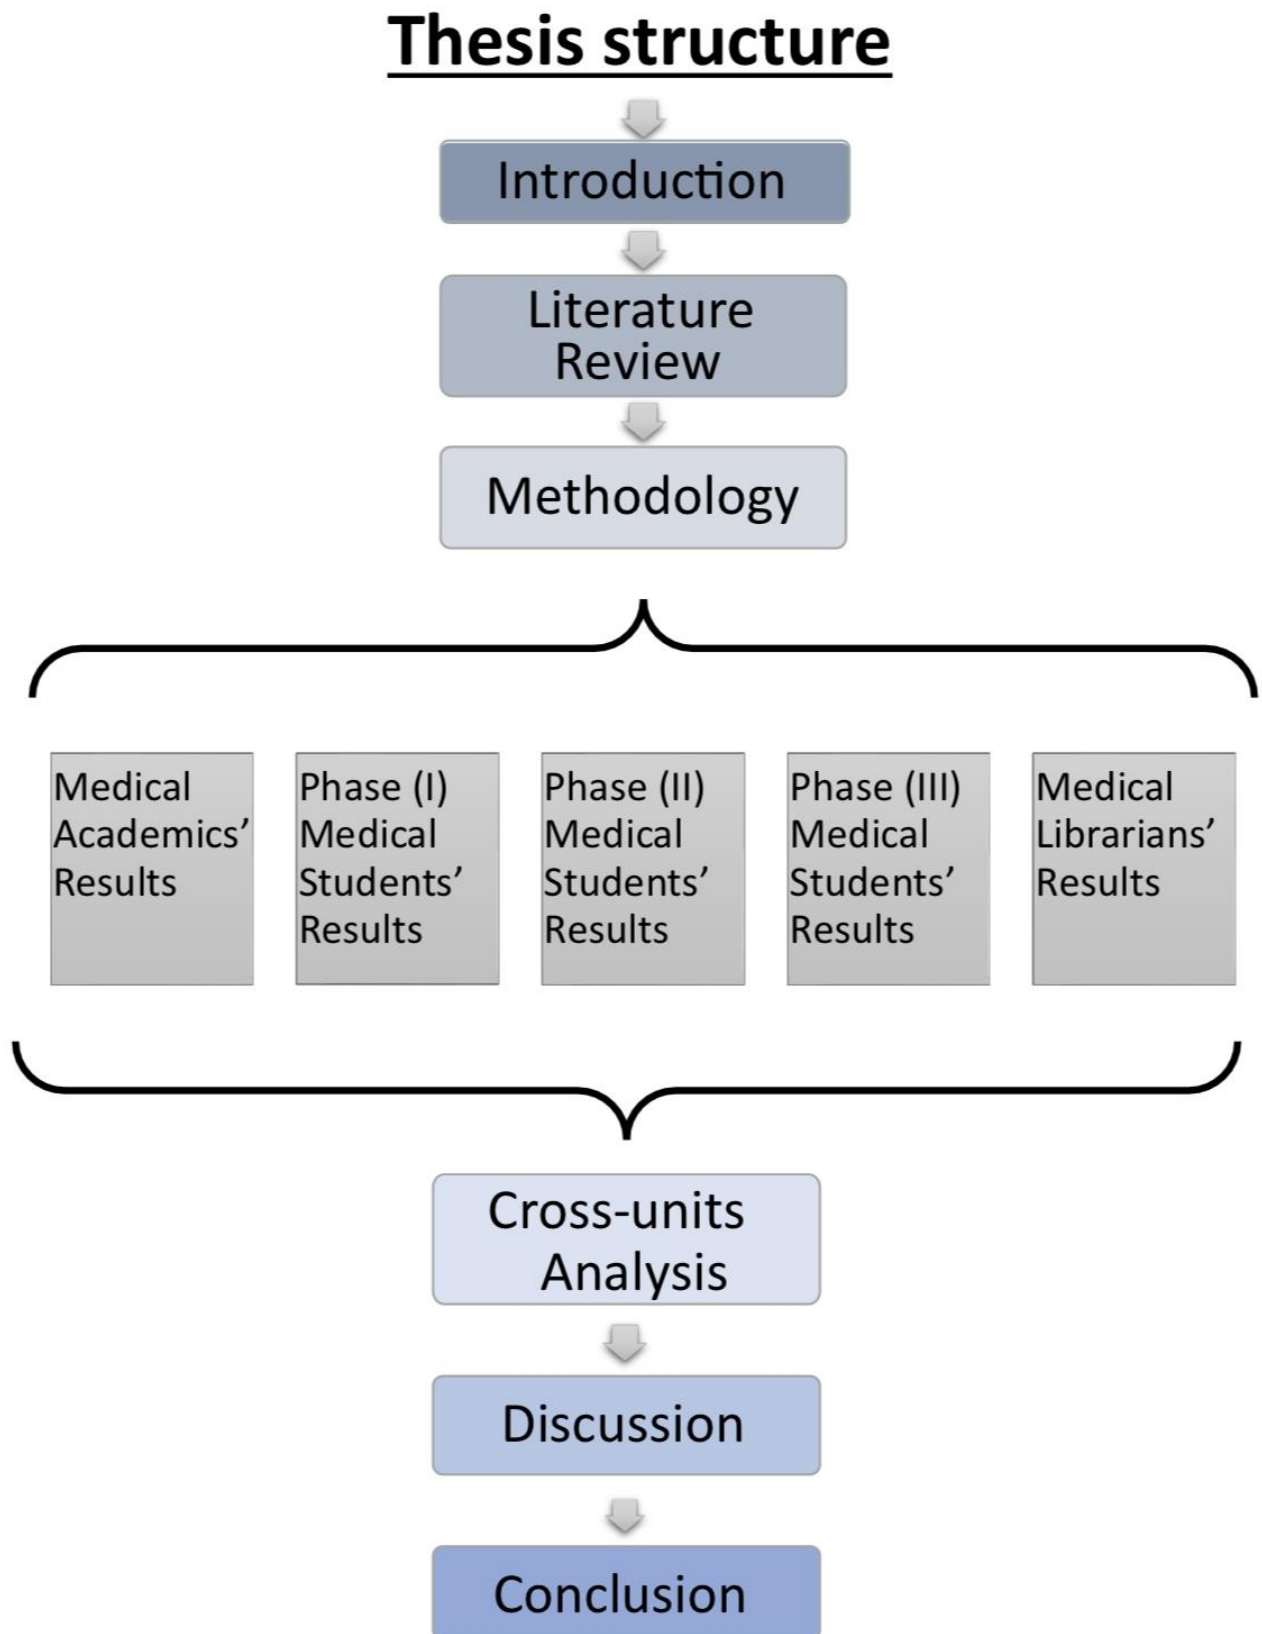 Thesis structure
Introduction
Literature
Review
Methodology
Medical
Academics’
Results
Phase (I)
Medical
Students’
Results
Phase (II)
Medical
Students’
Results
Phase (III)
Medical
Students’
Results
Medical
Librarians’
Results
Cross-units
Analysis
Discussion
Conclusion